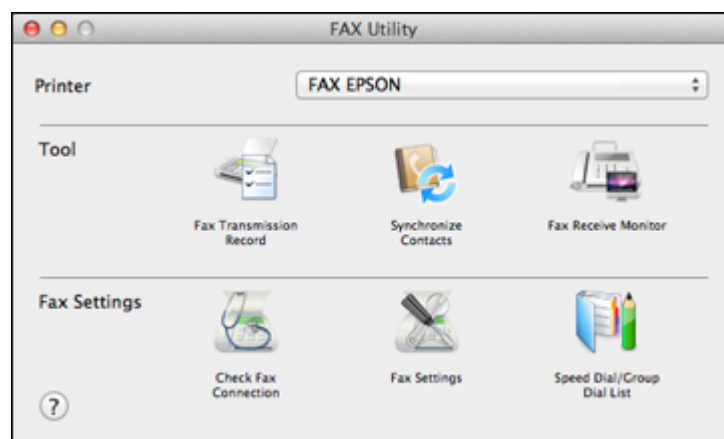 FAX Utility
Printer
FAX EPSON
Tool
Fax Transmission
Record
Synchronize
Contacts
Fax Receive Monitor
Fax Settings
Check Fax
Connection
Fax Settings
Speed Dial/Group
Dial List
?